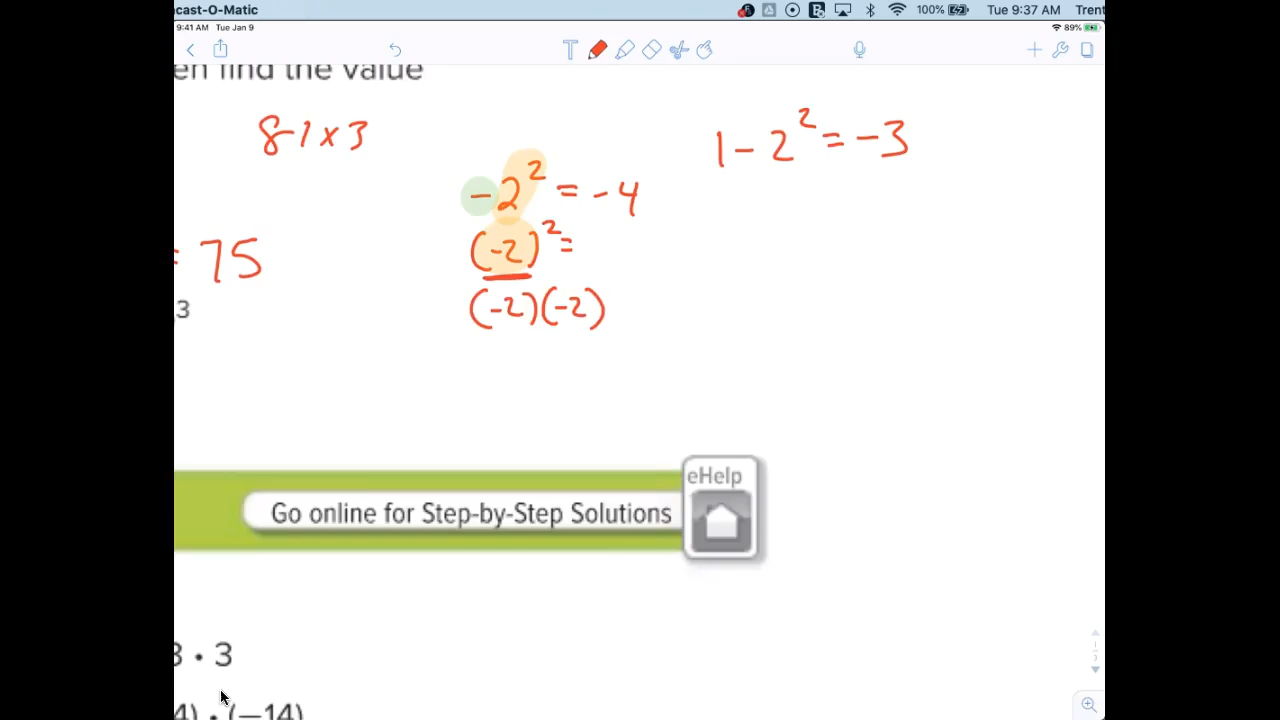 cast-O-Matic 100% Tue 9:37 AM Trent
9:41 AM Tue Jan 9 89%
en find the value
8-1×3
1-2²=-3
-2²=-4
(-2)²=
= 75
(-2)(-2)
3
eHelp
Go online for Step-by-Step Solutions
3 • 3
4) • (−14)